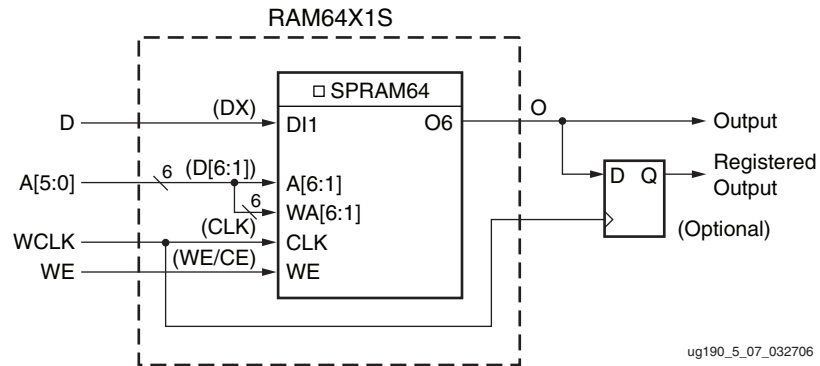 RAM64X1S
SPRAM64
D
(DX)
DI1
O6
O
Output
A[5:0]
6
(D[6:1])
A[6:1]
6
WA[6:1]
D Q
Registered
Output
(Optional)
WCLK
(CLK)
CLK
WE
(WE/CE)
WE
ug190_5_07_032706